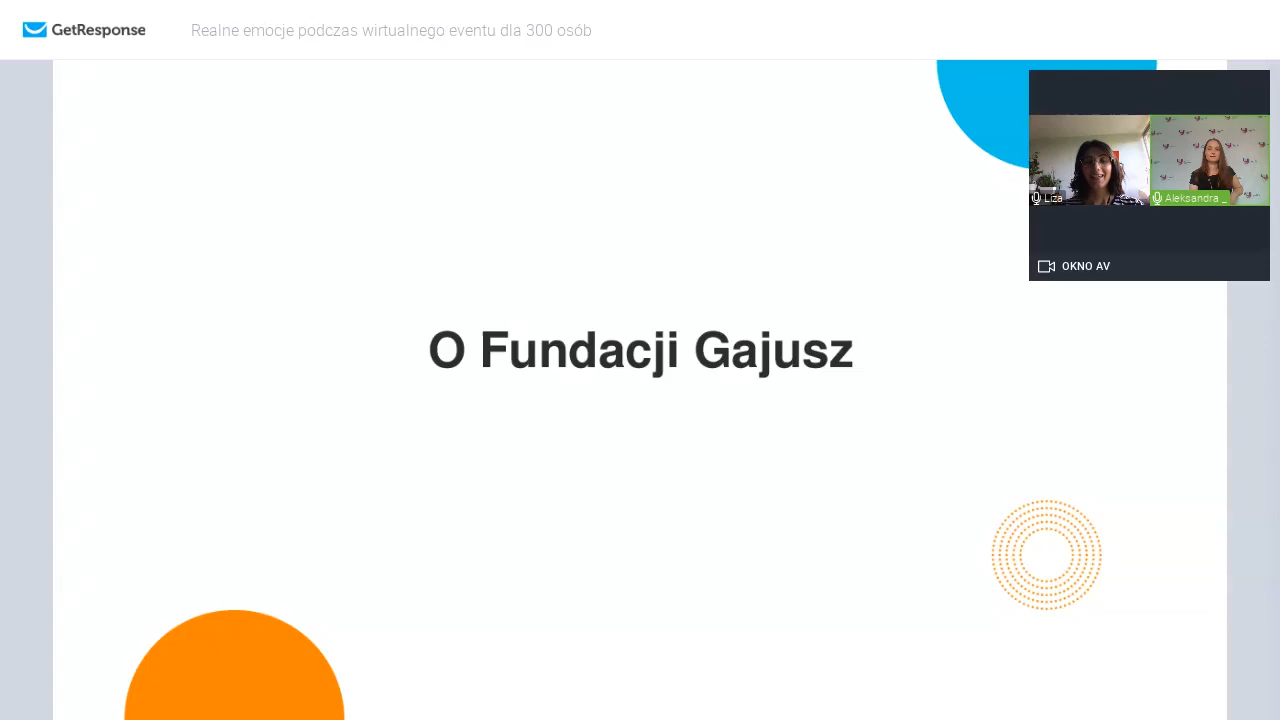 GetResponse
Realne emocje podczas wirtualnego eventu dla 300 osób
Liza
Aleksandra _
OKNO AV
O Fundacji Gajusz